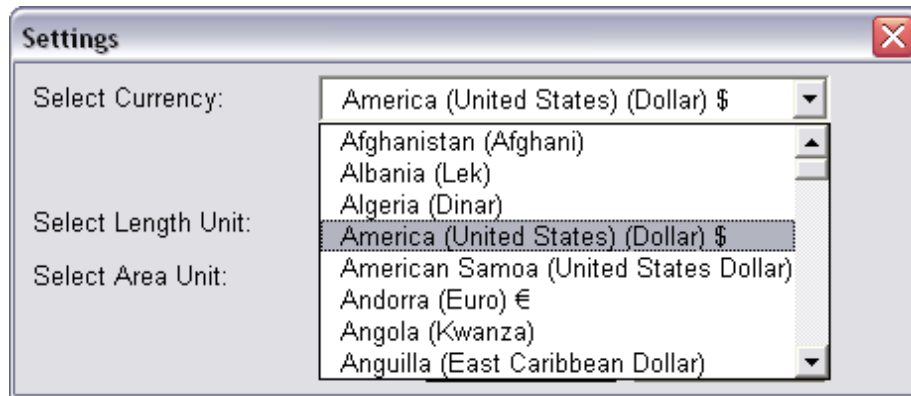 Settings
Select Currency:
America (United States) (Dollar) $
Afghanistan (Afghani)
Albania (Lek)
Algeria (Dinar)
America (United States) (Dollar) $
American Samoa (United States Dollar)
Andorra (Euro) €
Angola (Kwanza)
Anguilla (East Caribbean Dollar)
Select Length Unit:
Select Area Unit: